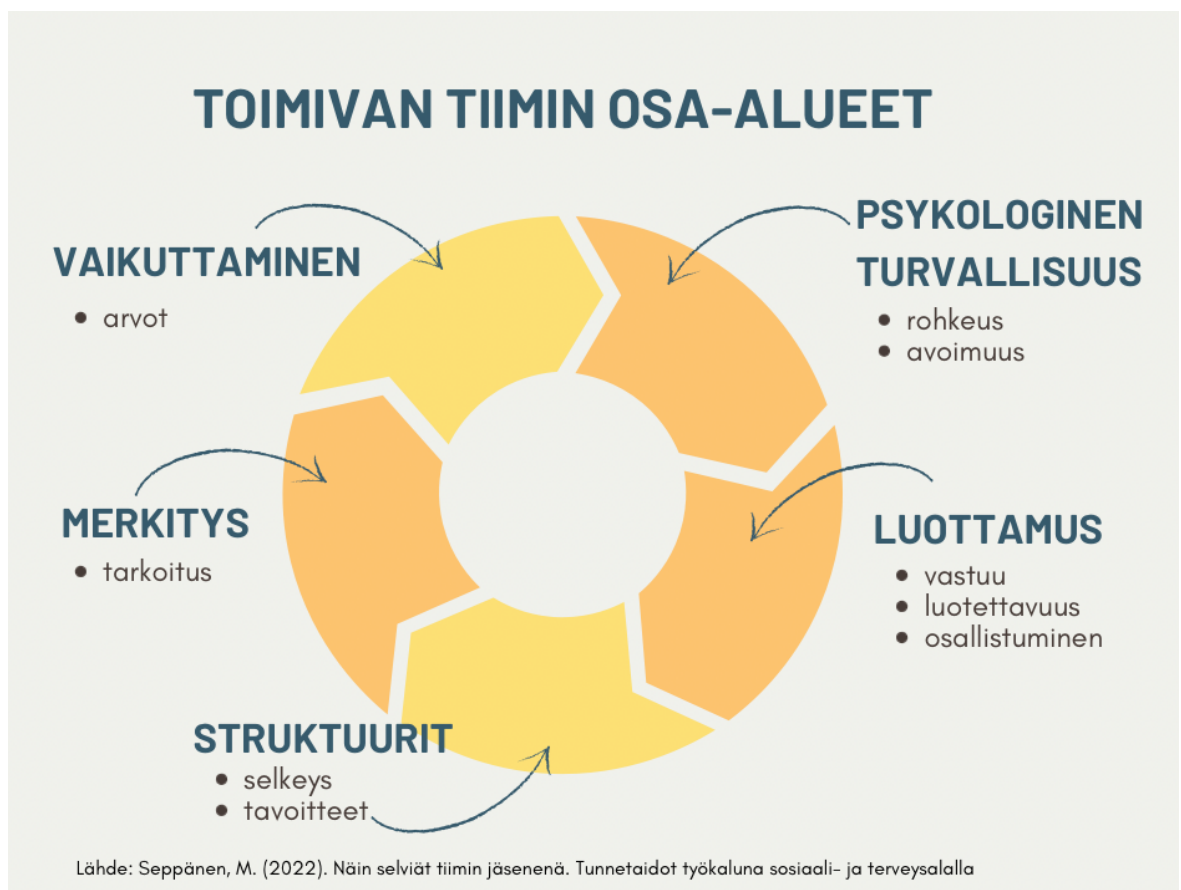 TOIMIVAN TIIMIN OSA-ALUEET
VAIKUTTAMINEN
• arvot
PSYKOLOGINEN
TURVALLISUUS
• rohkeus
• avoimuus
MERKITYS
• tarkoitus
LUOTTAMUS
• vastuu
• luotettavuus
• osallistuminen
STRUKTUURIT
• selkeys
• tavoitteet
Lähde: Seppänen, M. (2022). Näin selviät tiimin jäsenenä. Tunnetaidot työkaluna sosiaali- ja terveysalalla